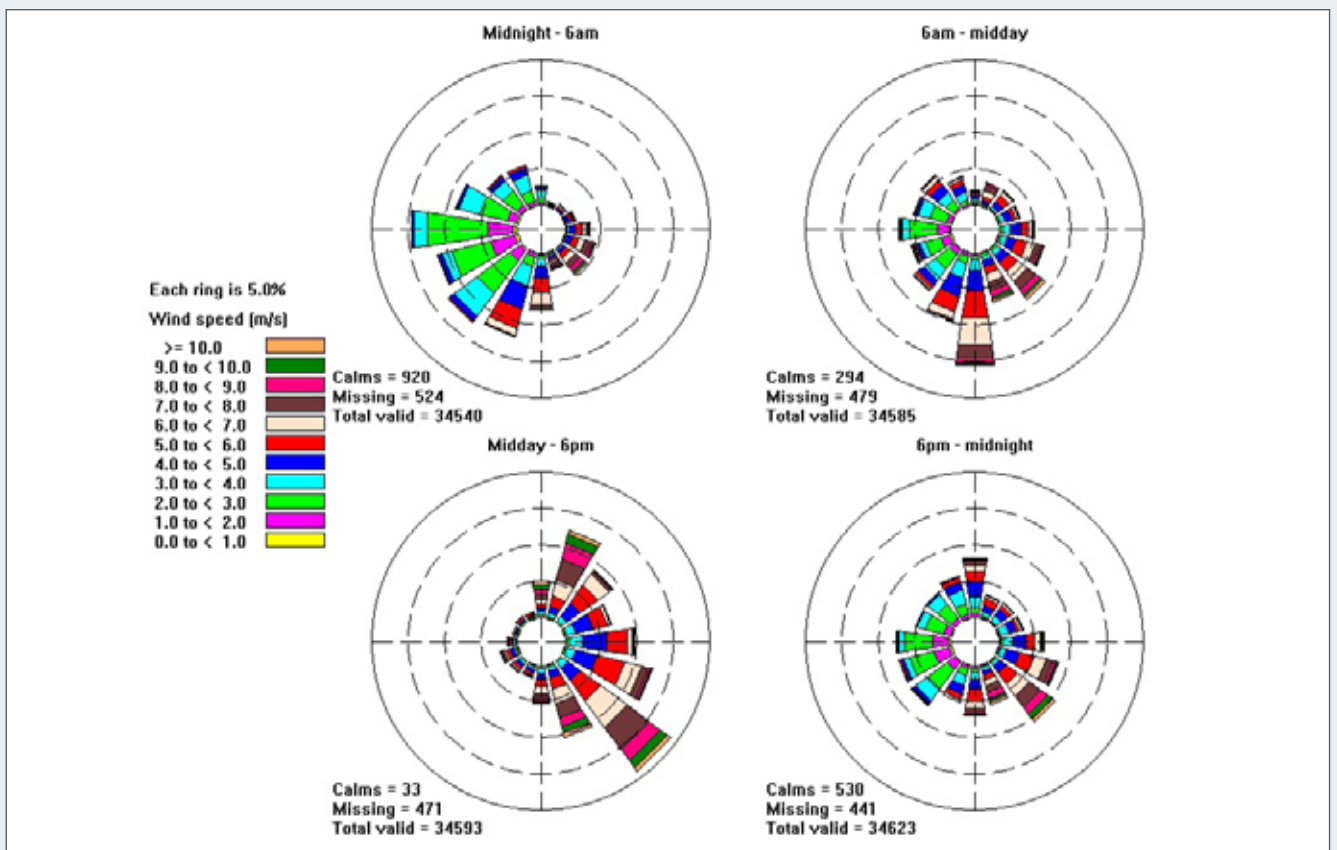 Midnight - 6am
6am - midday
Each ring is 5.0%
Wind speed (m/s)
>= 10.0
9.0 to < 10.0
8.0 to < 9.0
7.0 to < 8.0
6.0 to < 7.0
5.0 to < 6.0
4.0 to < 5.0
3.0 to < 4.0
2.0 to < 3.0
1.0 to < 2.0
0.0 to < 1.0
Calms = 920
Missing = 524
Total valid = 34540
Calms = 294
Missing = 479
Total valid = 34585
Midday - 6pm
6pm - midnight
Calms = 33
Missing = 471
Total valid = 34593
Calms = 530
Missing = 441
Total valid = 34623